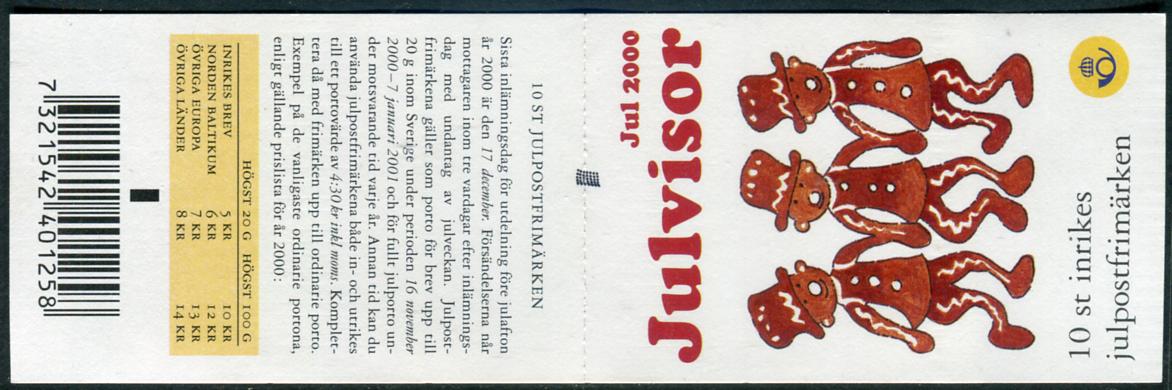 10 st inrikes
julpostfrimärken
Julvisor
Jul 2000
10 ST JULPOSTFRIMÄRKEN
Sista inlämningsdag för utdelning före julafton
år 2000 är den 17 december. Försändelserna når
mottagaren inom tre vardagar efter inlämnings-
dag med undantag av julveckan. Julpost-
frimärkena gäller som porto för brev upp till
20 g inom Sverige under perioden 16 november
2000–7 januari 2001 och för fullt julporto un-
der motsvarande tid varje år. Annan tid kan du
använda julpostfrimärkena både in- och utrikes
till ett portovärde av 4:30 kr inkl moms. Komplet-
tera då med frimärken upp till ordinarie porto.
Exempel på de vanligaste ordinarie portona,
enligt gällande prislista för år 2000:
HÖGST 20 G HÖGST 100 G
INRIKES BREV 5 KR 10 KR
NORDEN BALTIKUM 6 KR 12 KR
ÖVRIGA EUROPA 7 KR 13 KR
ÖVRIGA LÄNDER 8 KR 14 KR
7 321542 401258